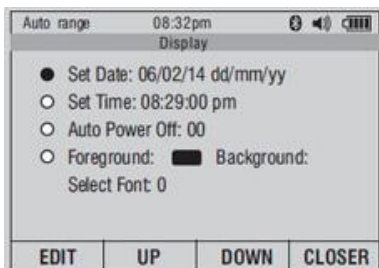 Auto range 08:32pm
Display
Set Date: 06/02/14 dd/mm/yy
Set Time: 08:29:00 pm
Auto Power Off: 00
Foreground: Background:
Select Font: 0
EDIT UP DOWN CLOSER